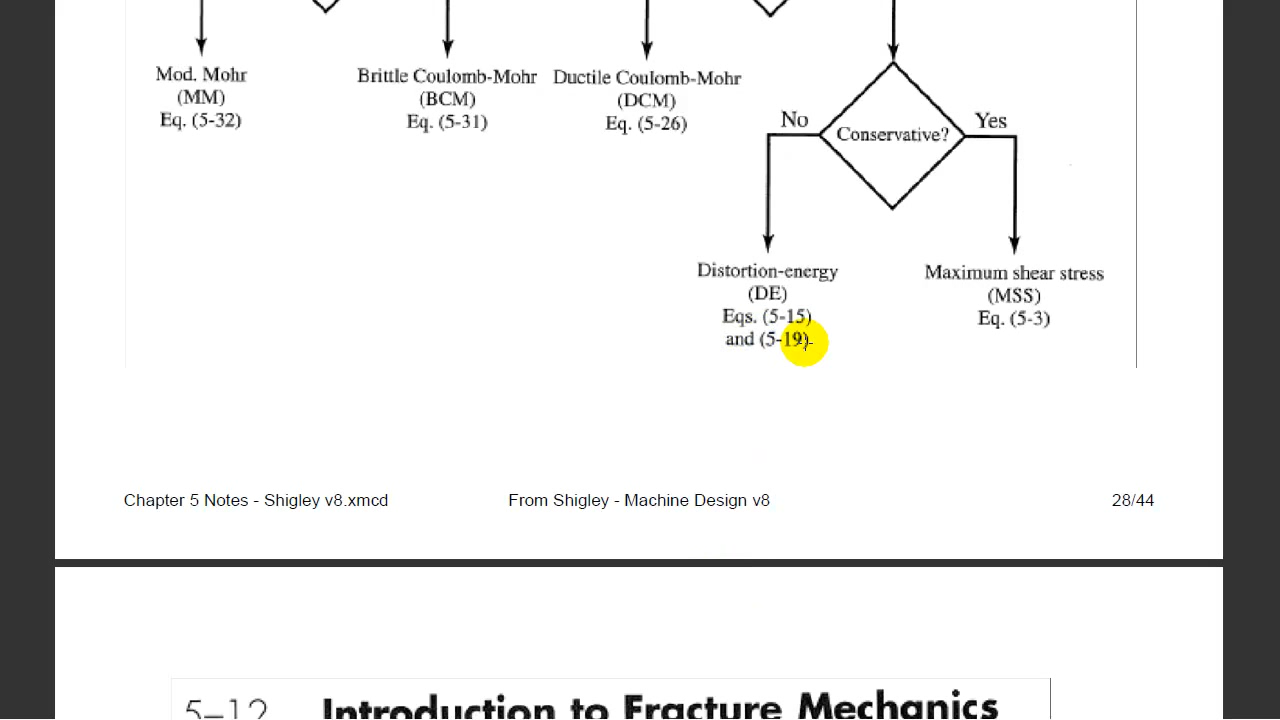 Mod. Mohr
(MM)
Eq. (5-32)
Brittle Coulomb-Mohr
(BCM)
Eq. (5-31)
Ductile Coulomb-Mohr
(DCM)
Eq. (5-26)
No
Conservative?
Yes
Distortion-energy
(DE)
Eqs. (5-15)
and (5-19)
Maximum shear stress
(MSS)
Eq. (5-3)
Chapter 5 Notes - Shigley v8.xmcd
From Shigley - Machine Design v8
28/44
5–12 Introduction to Fracture Mechanics